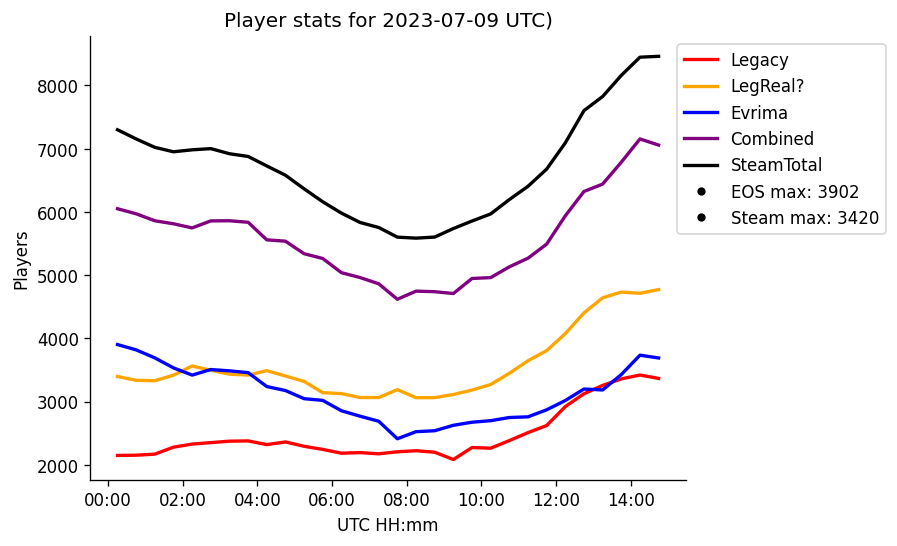 Player stats for 2023-07-09 UTC)
Legacy
LegReal?
Evrima
Combined
SteamTotal
EOS max: 3902
Steam max: 3420
Players
8000
7000
6000
5000
4000
3000
2000
00:00 02:00 04:00 06:00 08:00 10:00 12:00 14:00
UTC HH:mm